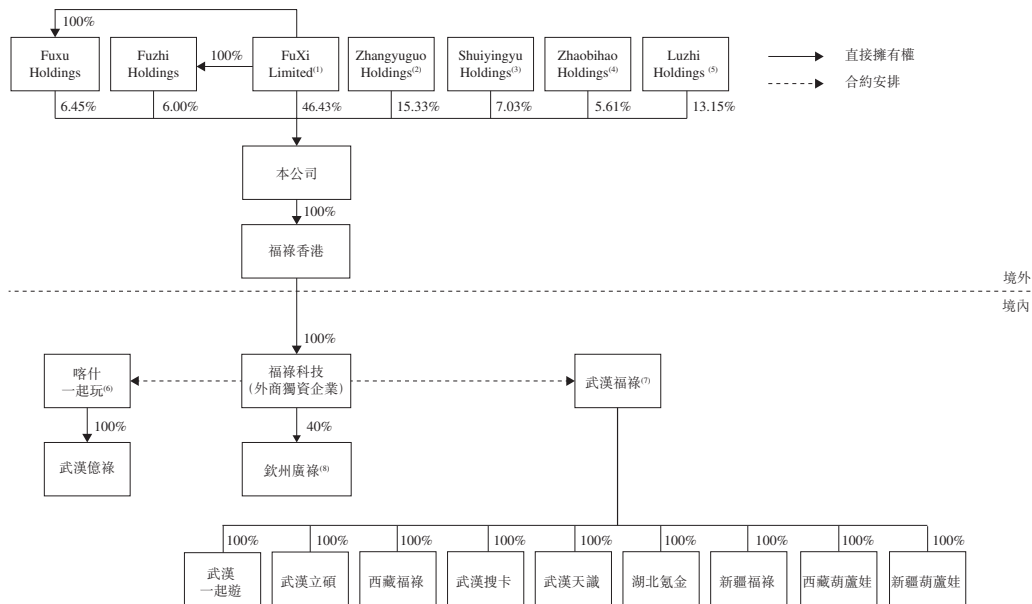 100%
Fuxu
Holdings
Fuzhi
Holdings
100%
FuXi
Limited(1)
Zhangyuguo
Holdings(2)
Shuiyingyu
Holdings(3)
Zhaobihao
Holdings(4)
Luzhi
Holdings (5)
直接擁有權
合約安排
6.45%
6.00%
46.43%
15.33%
7.03%
5.61%
13.15%
本公司
100%
福祿香港
境外
境內
100%
喀什
一起玩(6)
福祿科技
(外商獨資企業)
武漢福祿(7)
100%
40%
武漢億祿
欽州廣祿(8)
100%
100%
100%
100%
100%
100%
100%
100%
100%
武漢
一起遊
武漢立碩
西藏福祿
武漢搜卡
武漢天識
湖北氪金
新疆福祿
西藏葫蘆娃
新疆葫蘆娃